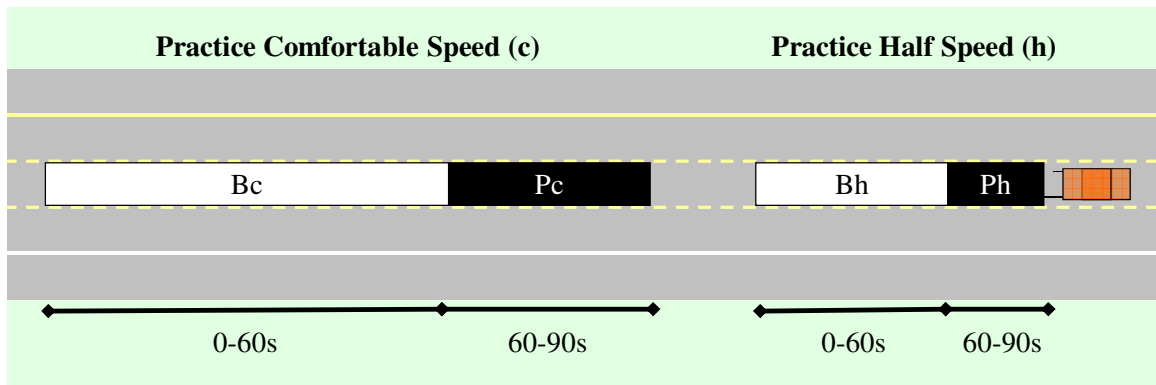 Practice Comfortable Speed (c)
Practice Half Speed (h)
Bc
Pc
Bh
Ph
0-60s
60-90s
0-60s
60-90s